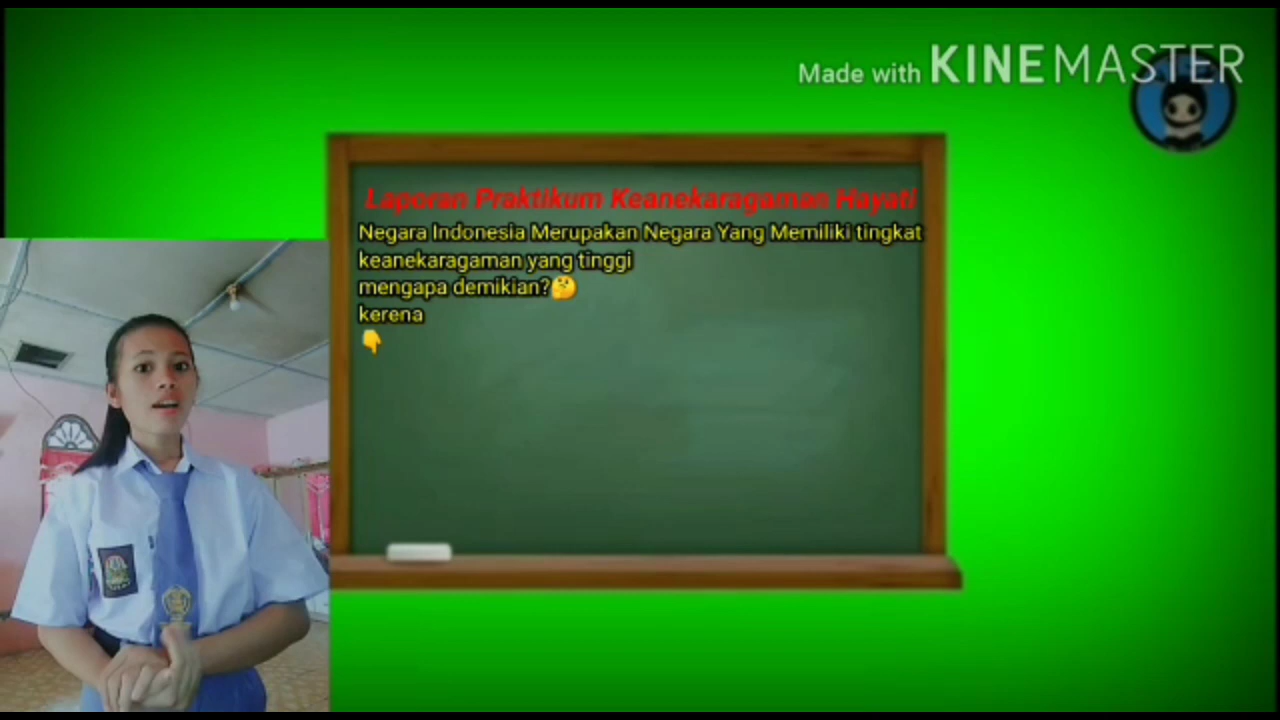 Made with KINEMASTER
Laporan Praktikum Keanekaragaman Hayati
Negara Indonesia Merupakan Negara Yang Memiliki tingkat
keanekaragaman yang tinggi
mengapa demikian?🤔
kerena
👇